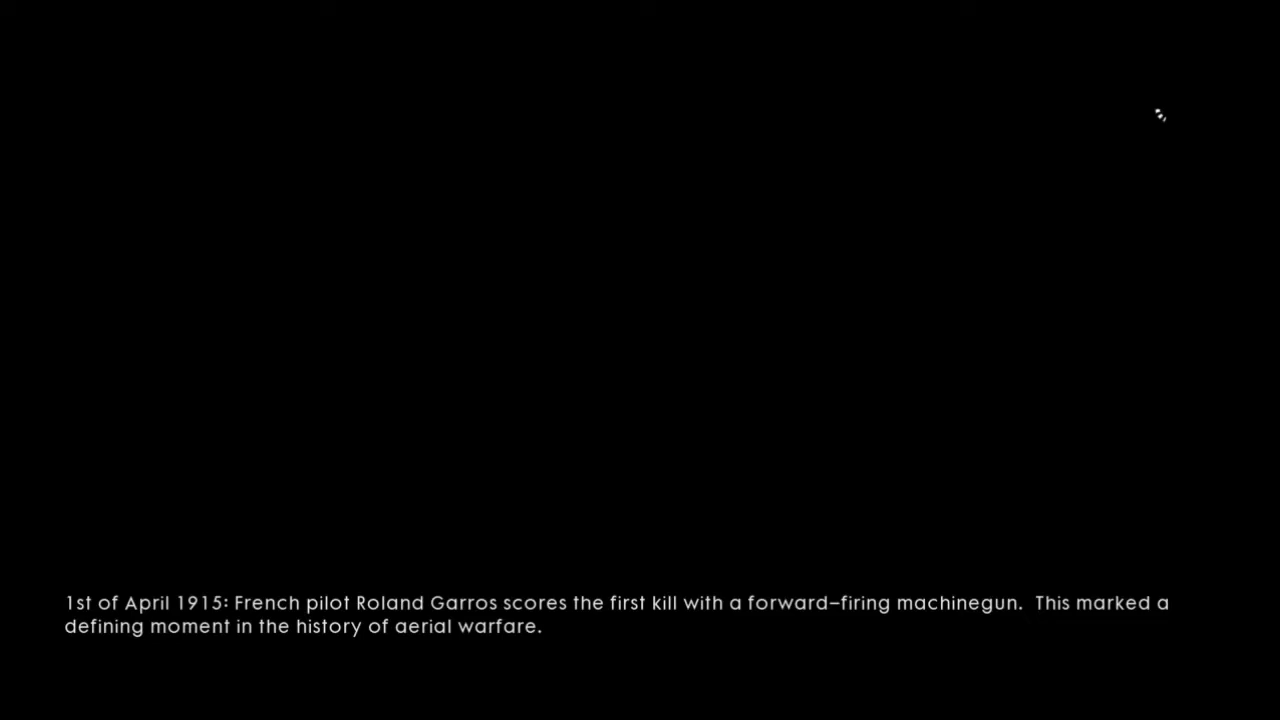 1st of April 1915: French pilot Roland Garros scores the first kill with a forward-firing machinegun.  This marked a
defining moment in the history of aerial warfare.